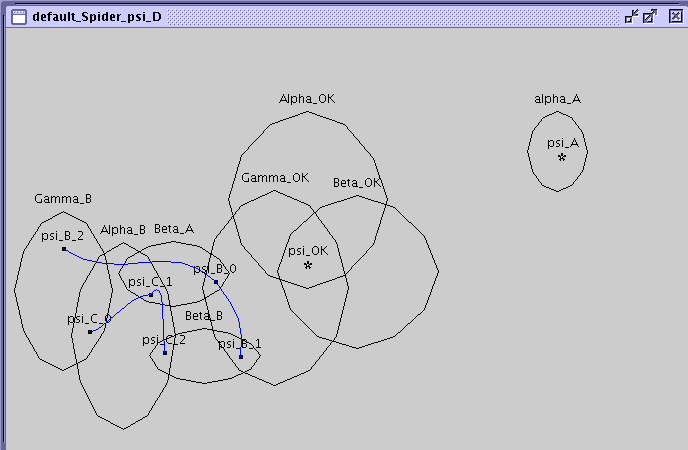 default_Spider_psi_D
Alpha_OK
alpha_A
psi_A
*
Gamma_OK
Beta_OK
Gamma_B
Alpha_B
Beta_A
psi_B_2
psi_OK
*
psi_B_0
psi_C_1
psi_C_0
Beta_B
psi_C_2
psi_B_1